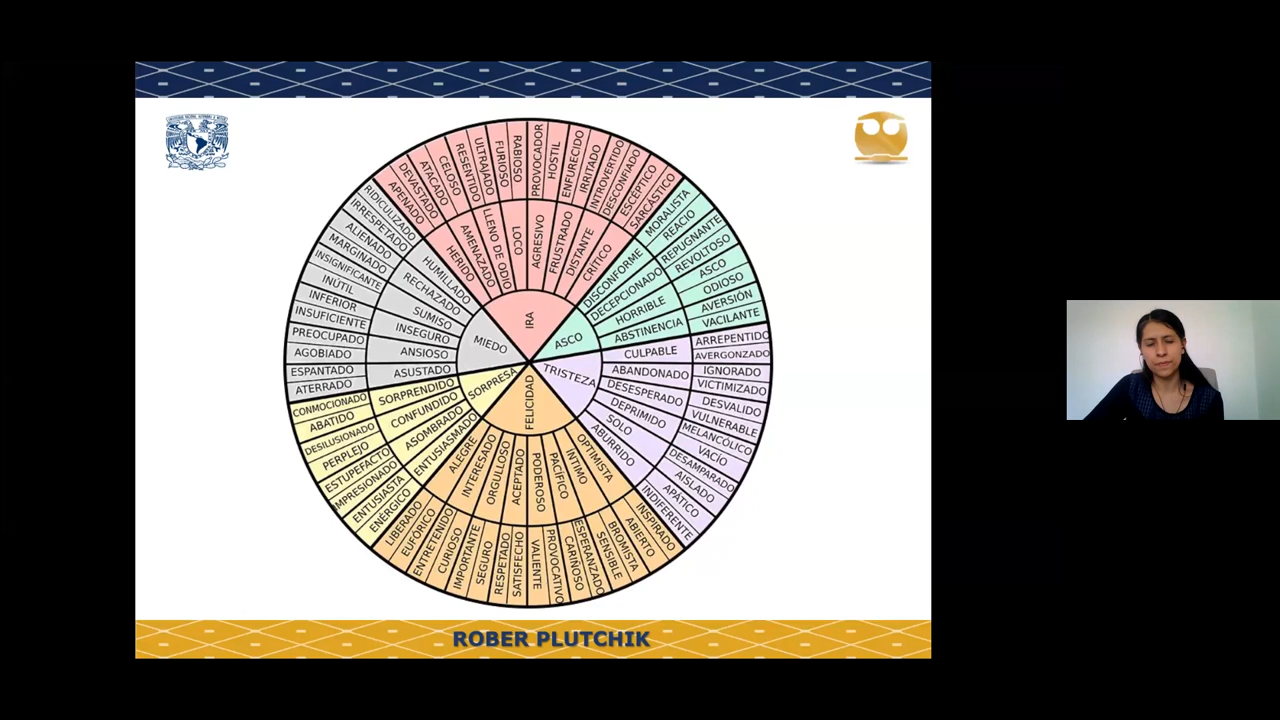 IRA
HERIDO
AMENAZADO
LLENO DE ODIO
LOCO
AGRESIVO
FRUSTRADO
DISTANTE
CRÍTICO
APENADO
DEVASTADO
ATACADO
CELOSO
RESENTIDO
ULTRAJADO
FURIOSO
RABIOSO
PROVOCADOR
HOSTIL
ENFURECIDO
IRRITADO
INTROVERTIDO
DESCONFIADO
ESCÉPTICO
SARCÁSTICO
ASCO
DISCONFORME
DECEPCIONADO
HORRIBLE
ABSTINENCIA
MORALISTA
REACIO
REPUGNANTE
REVOLTOSO
ASCO
ODIOSO
AVERSIÓN
VACILANTE
TRISTEZA
CULPABLE
ABANDONADO
DESESPERADO
DEPRIMIDO
SOLO
ABURRIDO
ARREPENTIDO
AVERGONZADO
IGNORADO
VICTIMIZADO
DESVALIDO
VULNERABLE
MELANCÓLICO
VACÍO
DESAMPARADO
AISLADO
APÁTICO
INDIFERENTE
FELICIDAD
OPTIMISTA
ÍNTIMO
PACÍFICO
PODEROSO
ACEPTADO
ORGULLOSO
INTERESADO
ALEGRE
INSPIRADO
ABIERTO
BROMISTA
SENSIBLE
ESPERANZADO
CARIÑOSO
PROVOCATIVO
VALIENTE
SATISFECHO
RESPETADO
SEGURO
IMPORTANTE
CURIOSO
ENTRETENIDO
EUFÓRICO
LIBERADO
SORPRESA
ENTUSIASMADO
ASOMBRADO
CONFUNDIDO
SORPRENDIDO
ENÉRGICO
ENTUSIASTA
IMPRESIONADO
ESTUPEFACTO
PERPLEJO
DESILUSIONADO
ABATIDO
CONMOCIONADO
MIEDO
ASUSTADO
ANSIOSO
INSEGURO
SUMISO
RECHAZADO
HUMILLADO
ATERRADO
ESPANTADO
AGOBIADO
PREOCUPADO
INSUFICIENTE
INFERIOR
INÚTIL
INSIGNIFICANTE
MARGINADO
ALIENADO
IRRESPETADO
RIDICULIZADO
ROBER PLUTCHIK